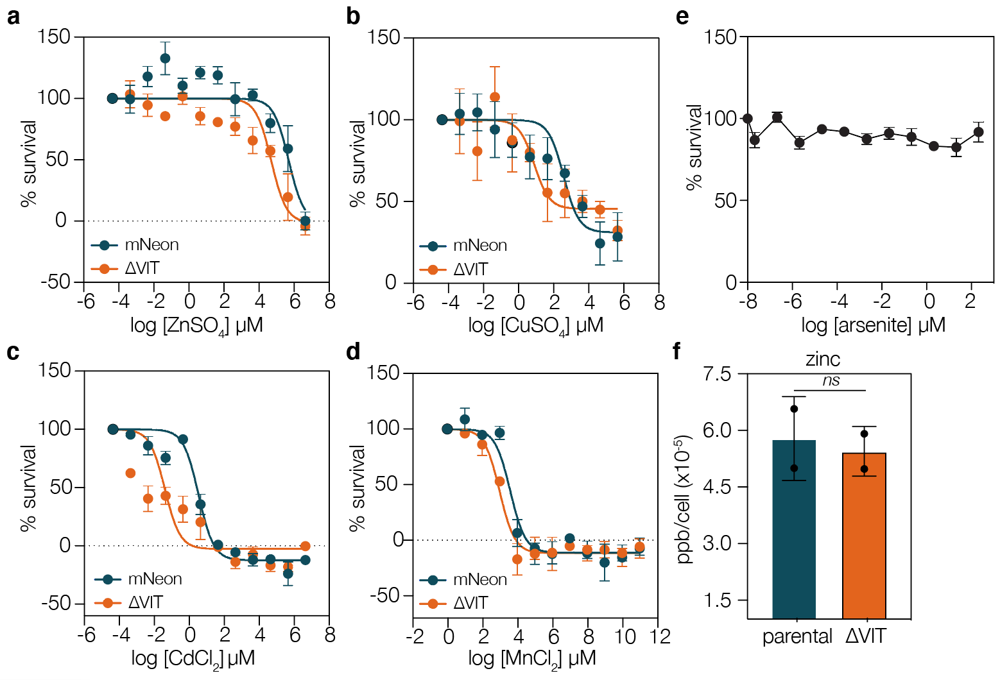 a
150
100
50
0
-50
% survival
mNeon
ΔVIT
-6 -4 -2 0 2 4 6 8
log [ZnSO4] µM
b
150
100
50
0
% survival
mNeon
ΔVIT
-6 -4 -2 0 2 4 6 8
log [CuSO4] µM
e
150
100
50
0
% survival
-8 -6 -4 -2 0 2
log [arsenite] µM
c
150
100
50
0
-50
% survival
mNeon
ΔVIT
-6 -4 -2 0 2 4 6 8
log [CdCl2] µM
d
150
100
50
0
-50
% survival
mNeon
ΔVIT
-2 0 2 4 6 8 10 12
log [MnCl2] µM
f
zinc
ns
7.5
6.0
4.5
3.0
1.5
ppb/cell (x10-5)
parental ΔVIT